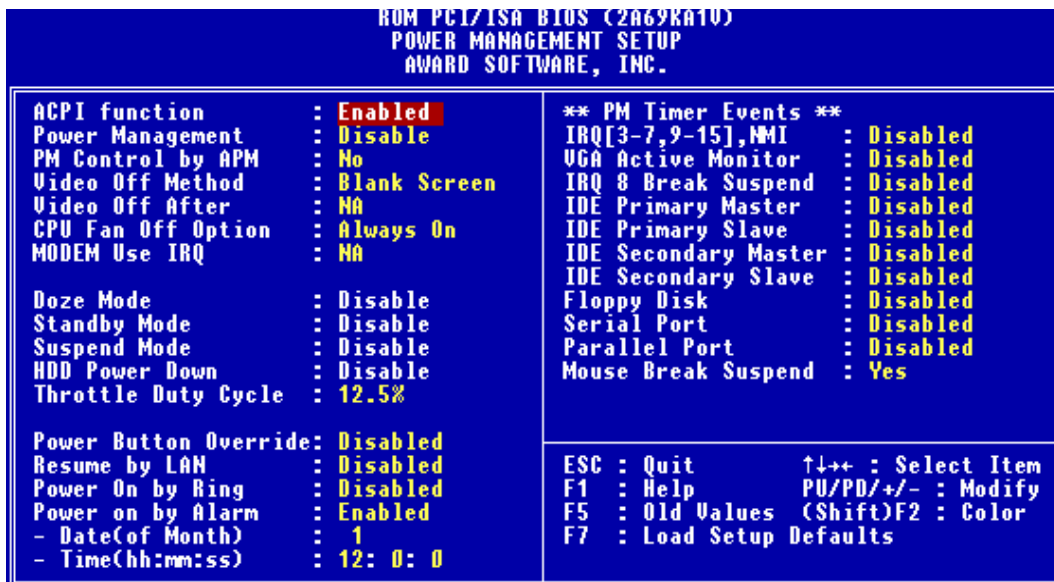 ROM PCI/ISA BIOS (2A69KA1V)
POWER MANAGEMENT SETUP
AWARD SOFTWARE, INC.
ACPI function : Enabled
Power Management : Disable
PM Control by APM : No
Video Off Method : Blank Screen
Video Off After : NA
CPU Fan Off Option : Always On
MODEM Use IRQ : NA
Doze Mode : Disable
Standby Mode : Disable
Suspend Mode : Disable
HDD Power Down : Disable
Throttle Duty Cycle : 12.5%
Power Button Override: Disabled
Resume by LAN : Disabled
Power On by Ring : Disabled
Power on by Alarm : Enabled
- Date(of Month) : 1
- Time(hh:mm:ss) : 12: 0: 0
** PM Timer Events **
IRQ[3-7,9-15],NMI : Disabled
VGA Active Monitor : Disabled
IRQ 8 Break Suspend : Disabled
IDE Primary Master : Disabled
IDE Primary Slave : Disabled
IDE Secondary Master : Disabled
IDE Secondary Slave : Disabled
Floppy Disk : Disabled
Serial Port : Disabled
Parallel Port : Disabled
Mouse Break Suspend : Yes
ESC : Quit ↑↓→← : Select Item
F1 : Help PU/PD/+/- : Modify
F5 : Old Values (Shift)F2 : Color
F7 : Load Setup Defaults